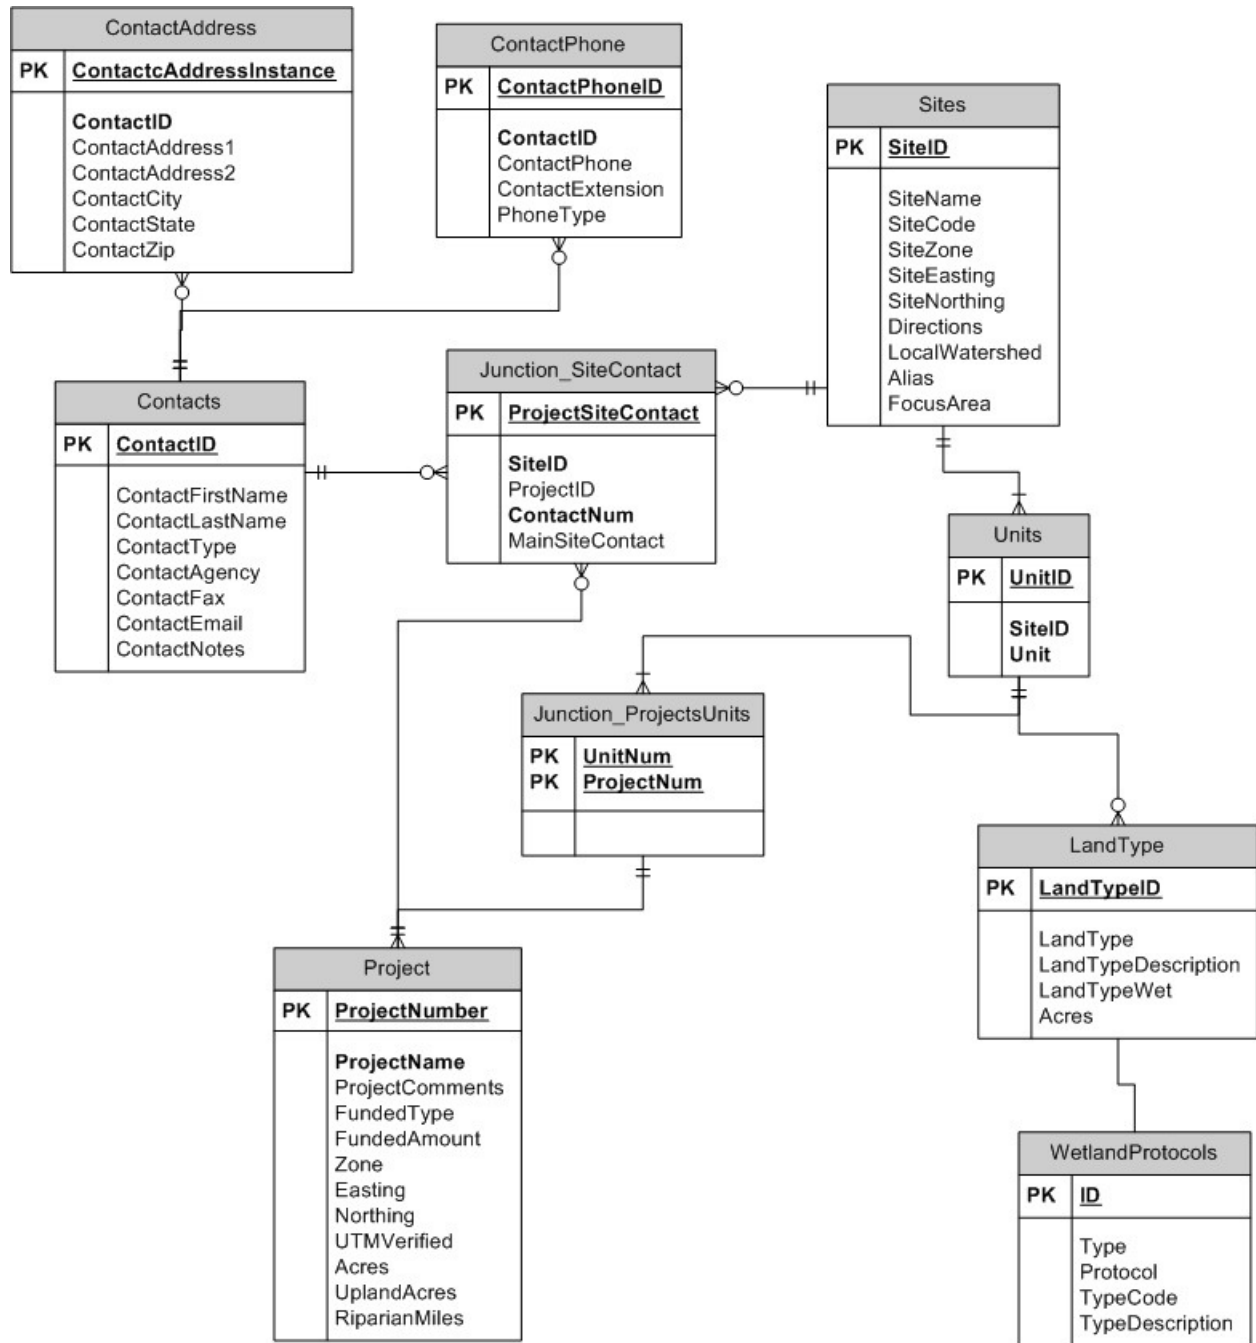 ContactAddress
PK ContactcAddressInstance
ContactID
ContactAddress1
ContactAddress2
ContactCity
ContactState
ContactZip
ContactPhone
PK ContactPhoneID
ContactID
ContactPhone
ContactExtension
PhoneType
Sites
PK SiteID
SiteName
SiteCode
SiteZone
SiteEasting
SiteNorthing
Directions
LocalWatershed
Alias
FocusArea
Contacts
PK ContactID
ContactFirstName
ContactLastName
ContactType
ContactAgency
ContactFax
ContactEmail
ContactNotes
Junction_SiteContact
PK ProjectSiteContact
SiteID
ProjectID
ContactNum
MainSiteContact
Units
PK UnitID
SiteID
Unit
Junction_ProjectsUnits
PK UnitNum
PK ProjectNum
LandType
PK LandTypeID
LandType
LandTypeDescription
LandTypeWet
Acres
Project
PK ProjectNumber
ProjectName
ProjectComments
FundedType
FundedAmount
Zone
Easting
Northing
UTMVerified
Acres
UplandAcres
RiparianMiles
WetlandProtocols
PK ID
Type
Protocol
TypeCode
TypeDescription